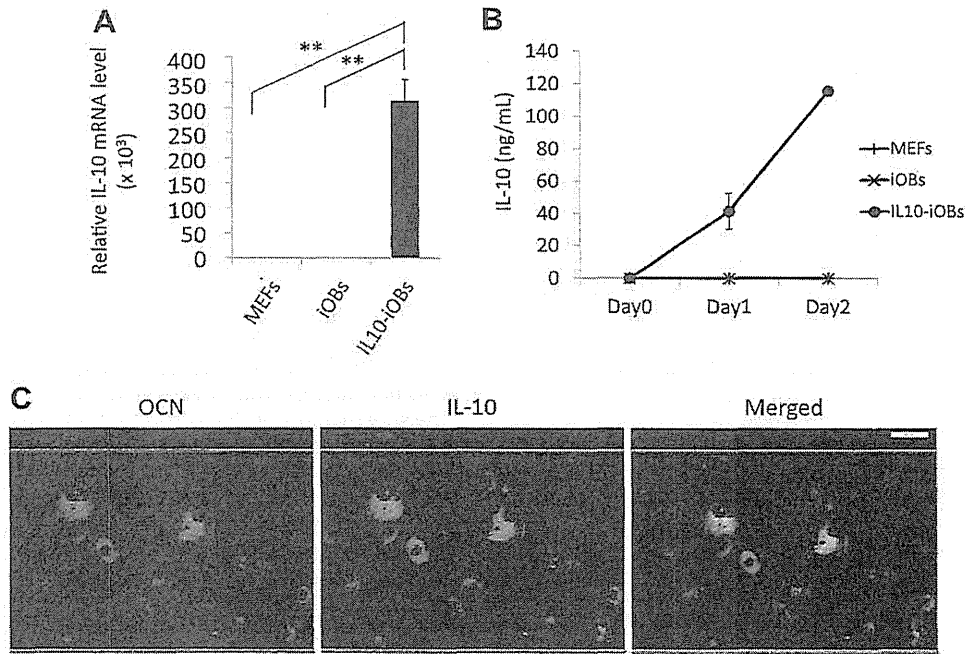 A
Relative IL-10 mRNA level
(x 10³)
400
350
300
250
200
150
100
50
0
**
**
MEFs
iOBs
IL10-iOBs
B
IL-10 (ng/mL)
140
120
100
80
60
40
20
0
Day0
Day1
Day2
MEFs
iOBs
IL10-iOBs
C
OCN
IL-10
Merged